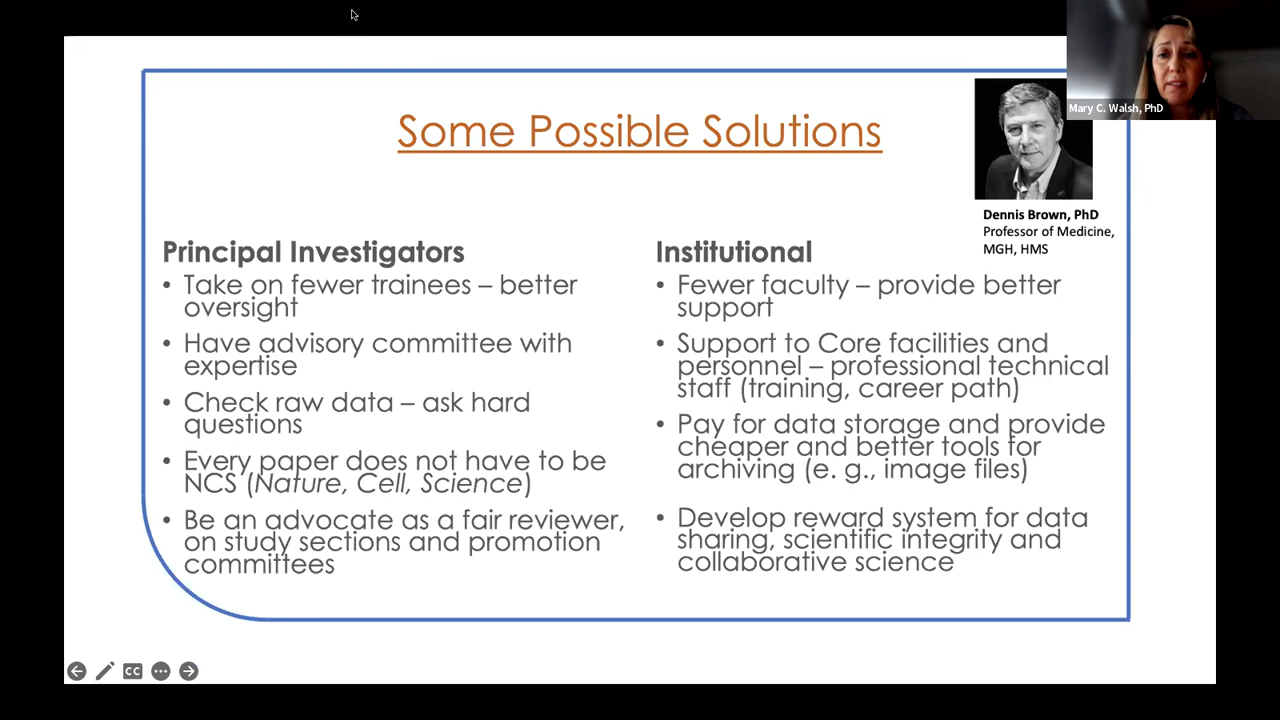 Mary C. Walsh, PhD
Some Possible Solutions
Dennis Brown, PhD
Professor of Medicine,
MGH, HMS
Principal Investigators
• Take on fewer trainees – better
oversight
• Have advisory committee with
expertise
• Check raw data – ask hard
questions
• Every paper does not have to be
NCS (Nature, Cell, Science)
• Be an advocate as a fair reviewer,
on study sections and promotion
committees
Institutional
• Fewer faculty – provide better
support
• Support to Core facilities and
personnel – professional technical
staff (training, career path)
• Pay for data storage and provide
cheaper and better tools for
archiving (e. g., image files)
• Develop reward system for data
sharing, scientific integrity and
collaborative science
CC